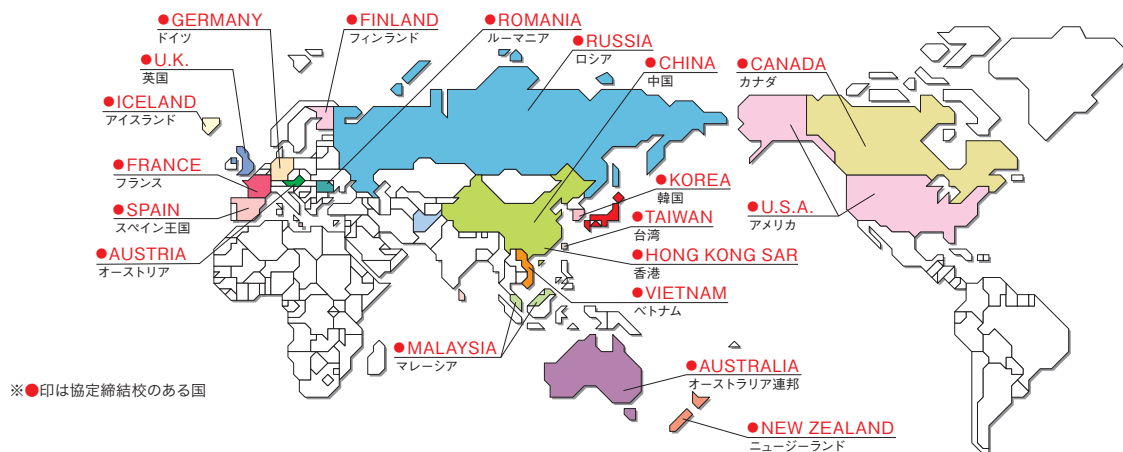 ●GERMANY
ドイツ
●FINLAND
フィンランド
●ROMANIA
ルーマニア
●RUSSIA
ロシア
●U.K.
英国
●CHINA
中国
●CANADA
カナダ
●ICELAND
アイスランド
●FRANCE
フランス
●KOREA
韓国
●SPAIN
スペイン王国
●TAIWAN
台湾
●U.S.A.
アメリカ
●AUSTRIA
オーストリア
●HONG KONG SAR
香港
●VIETNAM
ベトナム
●MALAYSIA
マレーシア
●AUSTRALIA
オーストラリア連邦
※●印は協定締結校のある国
●NEW ZEALAND
ニュージーランド